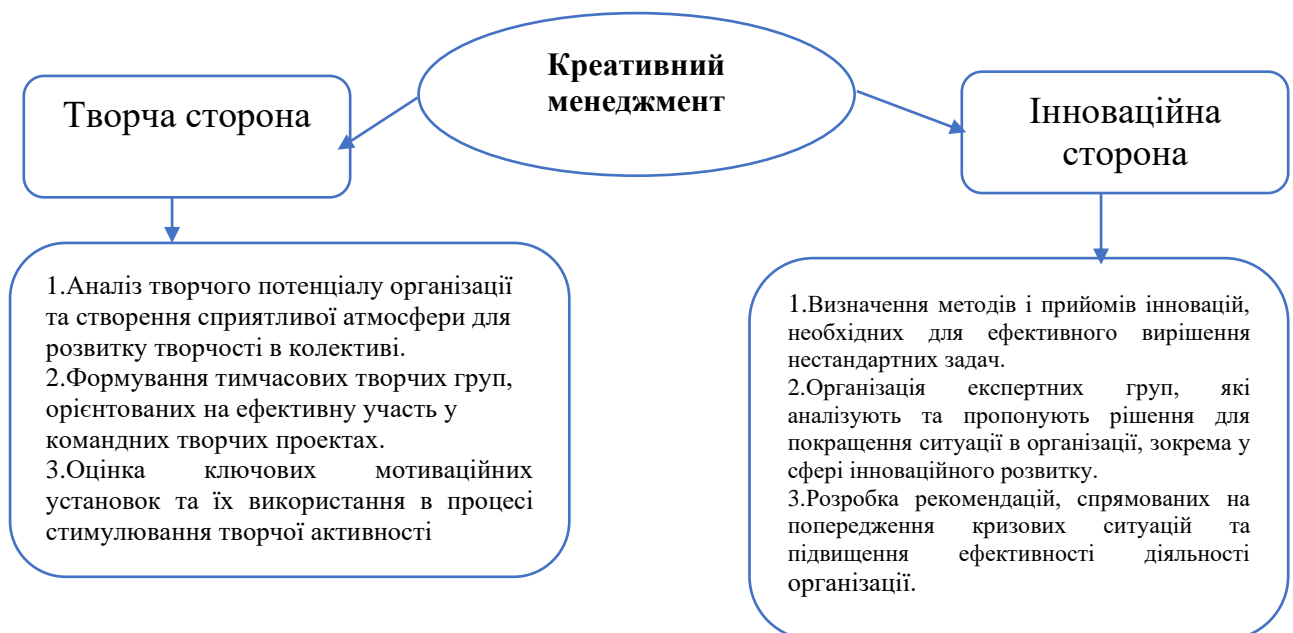 Креативний
менеджмент
Творча сторона
Інноваційна
сторона
1.Аналіз творчого потенціалу організації
та створення сприятливої атмосфери для
розвитку творчості в колективі.
2.Формування тимчасових творчих груп,
орієнтованих на ефективну участь у
командних творчих проектах.
3.Оцінка ключових мотиваційних
установок та їх використання в процесі
стимулювання творчої активності
1.Визначення методів і прийомів інновацій,
необхідних для ефективного вирішення
нестандартних задач.
2.Організація експертних груп, які
аналізують та пропонують рішення для
покращення ситуації в організації, зокрема у
сфері інноваційного розвитку.
3.Розробка рекомендацій, спрямованих на
попередження кризових ситуацій та
підвищення ефективності діяльності
організації.